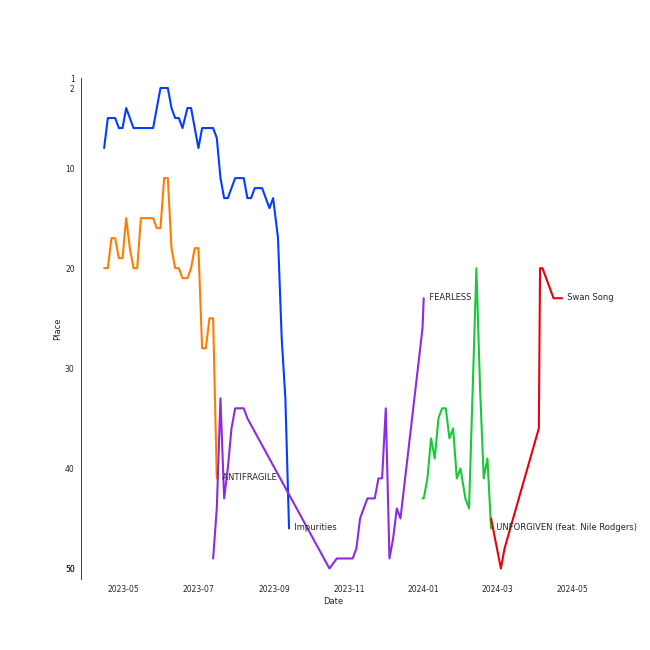 1
2
10
20
FEARLESS
Swan Song
30
Place
40
ANTIFRAGILE
Impurities
UNFORGIVEN (feat. Nile Rodgers)
50
2023-05 2023-07 2023-09 2023-11 2024-01 2024-03 2024-05
Date